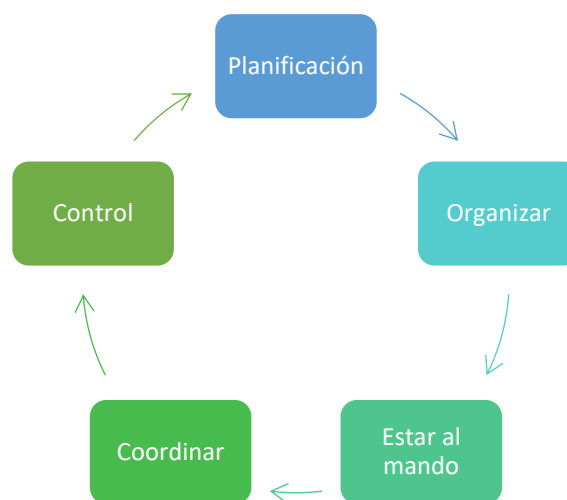 Planificación
Organizar
Estar al
mando
Coordinar
Control